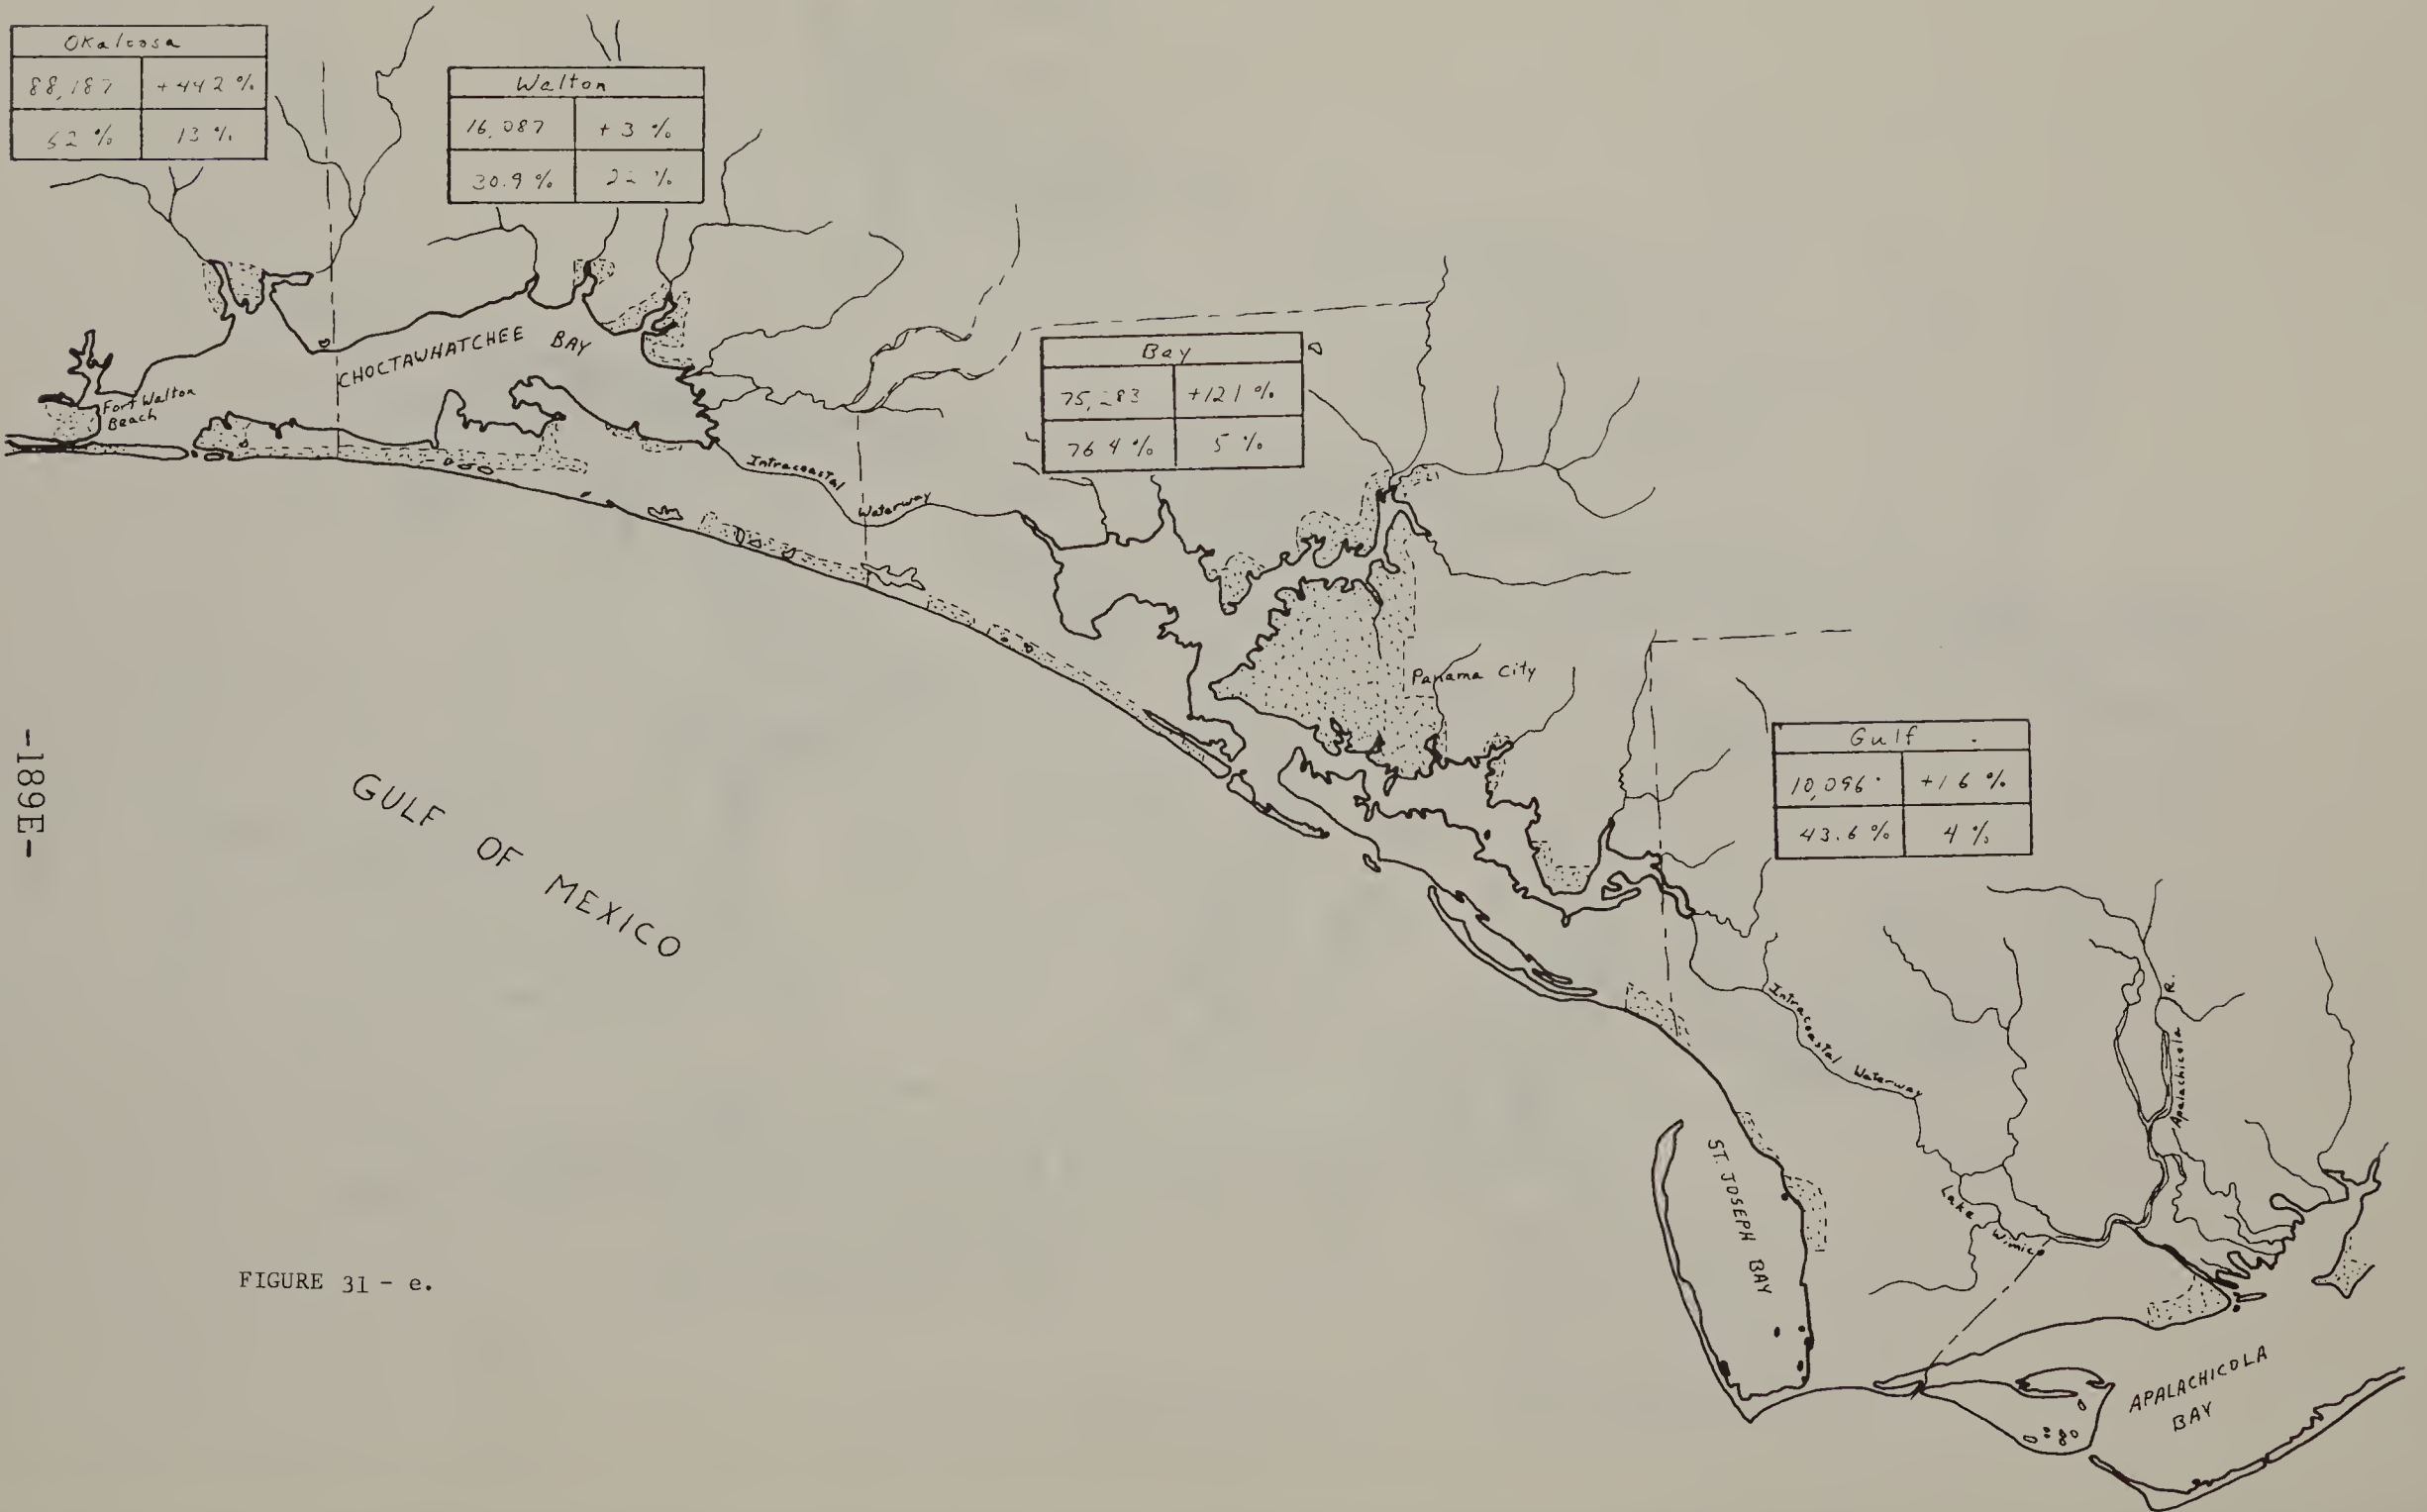 Okaloosa
88,187 +442 %
62 % 13 %
Walton
16,087 +3 %
30.9 % 22 %
CHOCTAWHATCHEE BAY
Fort Walton
Beach
Bay
75,283 +121 %
76.4 % 5 %
Intracoastal
Waterway
Panama City
Gulf
10,096 +16 %
43.6 % 4 %
-189E-
GULF OF MEXICO
Intracoastal Waterway
Apalachicola R.
ST. JOSEPH BAY
Lake Wimico
FIGURE 31 - e.
APALACHICOLA
BAY